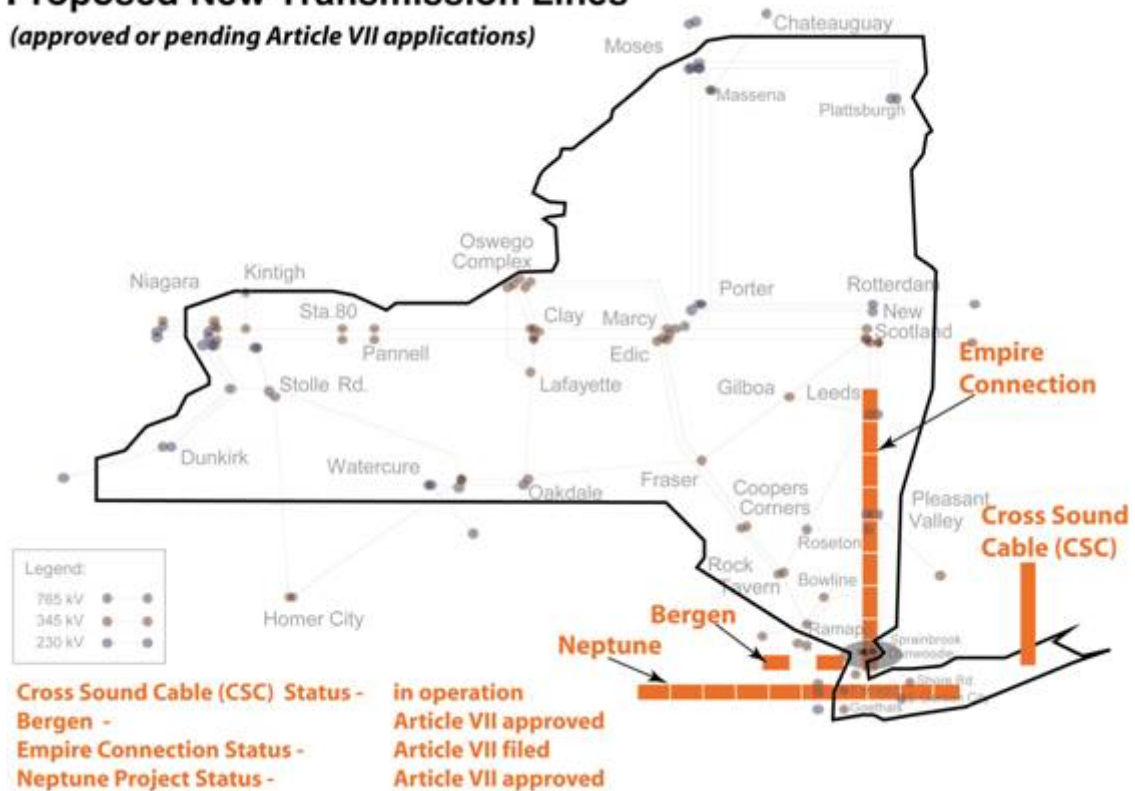 Proposed New Transmission Lines
(approved or pending Article VII applications)
Chateauguay
Moses
Massena
Plattsburgh
Oswego
Complex
Niagara
Kintigh
Sta.80
Pannell
Clay
Lafayette
Marcy
Edic
Porter
Rotterdam
New
Scotland
Empire
Connection
Stolle Rd.
Gilboa
Leeds
Dunkirk
Watercure
Oakdale
Fraser
Coopers
Corners
Pleasant
Valley
Cross Sound
Cable (CSC)
Roseton
Rock
Tavern
Bowline
Legend:
765 kV
345 kV
230 kV
Homer City
Bergen
Ramapo
Sprainbrook
Dunwoodie
Neptune
Shore Rd.
Goethals
Cross Sound Cable (CSC) Status - in operation
Bergen - Article VII approved
Empire Connection Status - Article VII filed
Neptune Project Status - Article VII approved